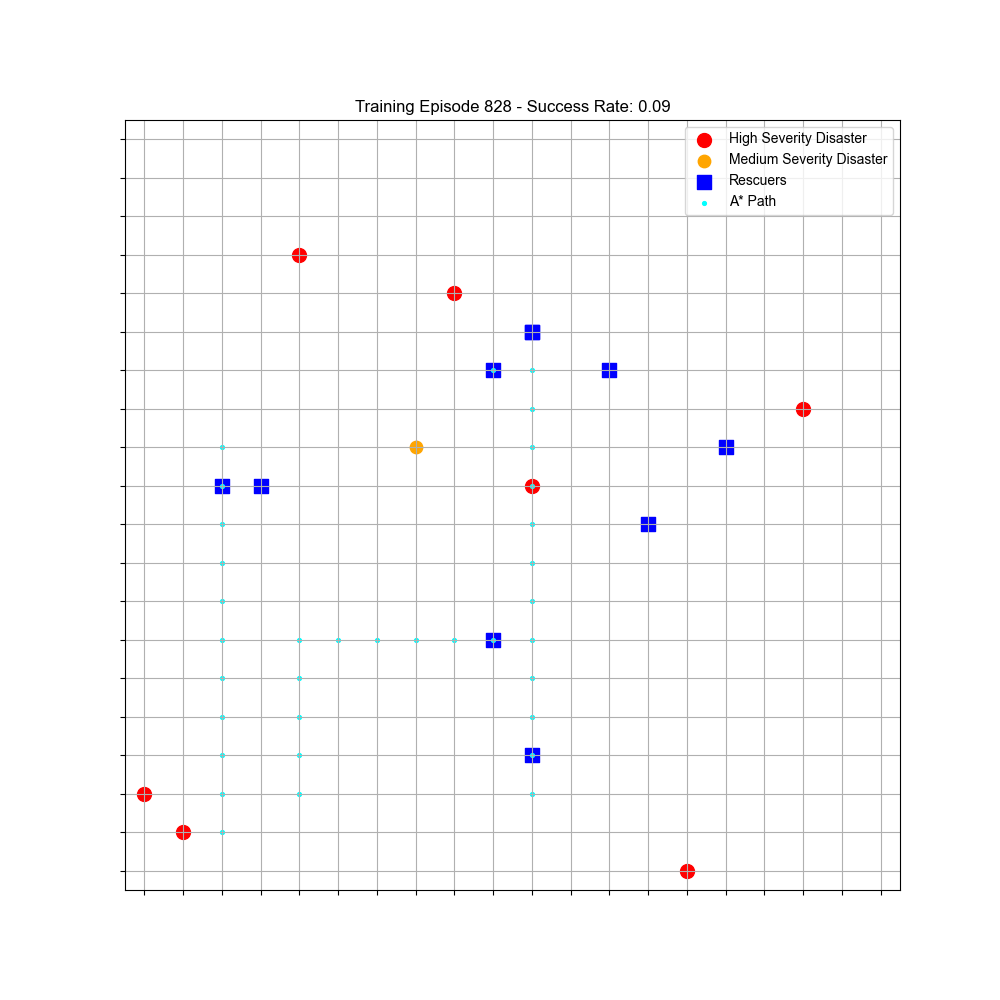 Training Episode 828 - Success Rate: 0.09
High Severity Disaster
Medium Severity Disaster
Rescuers
A* Path